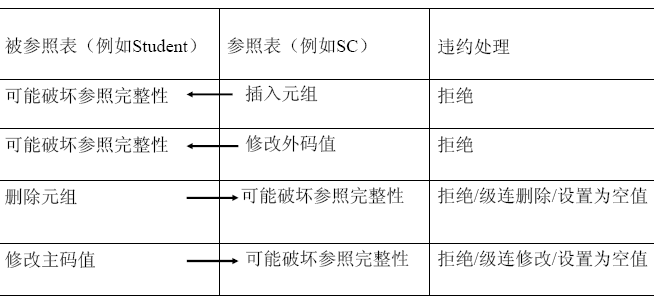 被参照表（例如Student） 参照表（例如SC） 违约处理
可能破坏参照完整性 插入元组 拒绝
可能破坏参照完整性 修改外码值 拒绝
删除元组 可能破坏参照完整性 拒绝/级连删除/设置为空值
修改主码值 可能破坏参照完整性 拒绝/级连修改/设置为空值